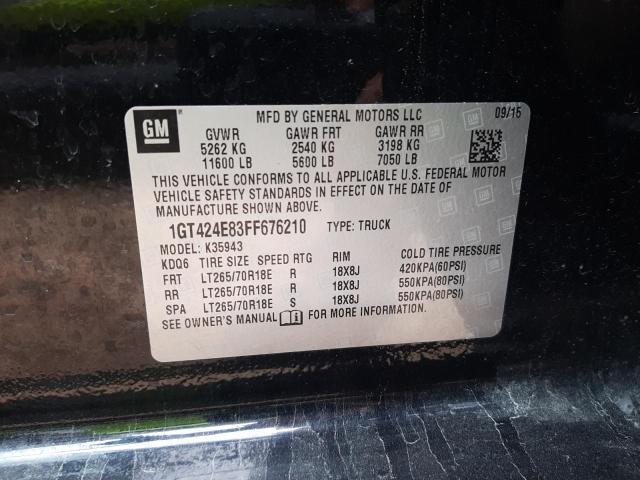 MFD BY GENERAL MOTORS LLC 09/15
GM
GVWR GAWR FRT GAWR RR
5262 KG 2540 KG 3198 KG
11600 LB 5600 LB 7050 LB
THIS VEHICLE CONFORMS TO ALL APPLICABLE U.S. FEDERAL MOTOR
VEHICLE SAFETY STANDARDS IN EFFECT ON THE DATE OF
MANUFACTURE SHOWN ABOVE.
1GT424E83FF676210 TYPE: TRUCK
MODEL: K35943
KDQ6 TIRE SIZE SPEED RTG RIM COLD TIRE PRESSURE
FRT LT265/70R18E R 18X8J 420KPA(60PSI)
RR LT265/70R18E R 18X8J 550KPA(80PSI)
SPA LT265/70R18E S 18X8J 550KPA(80PSI)
SEE OWNER'S MANUAL FOR MORE INFORMATION.